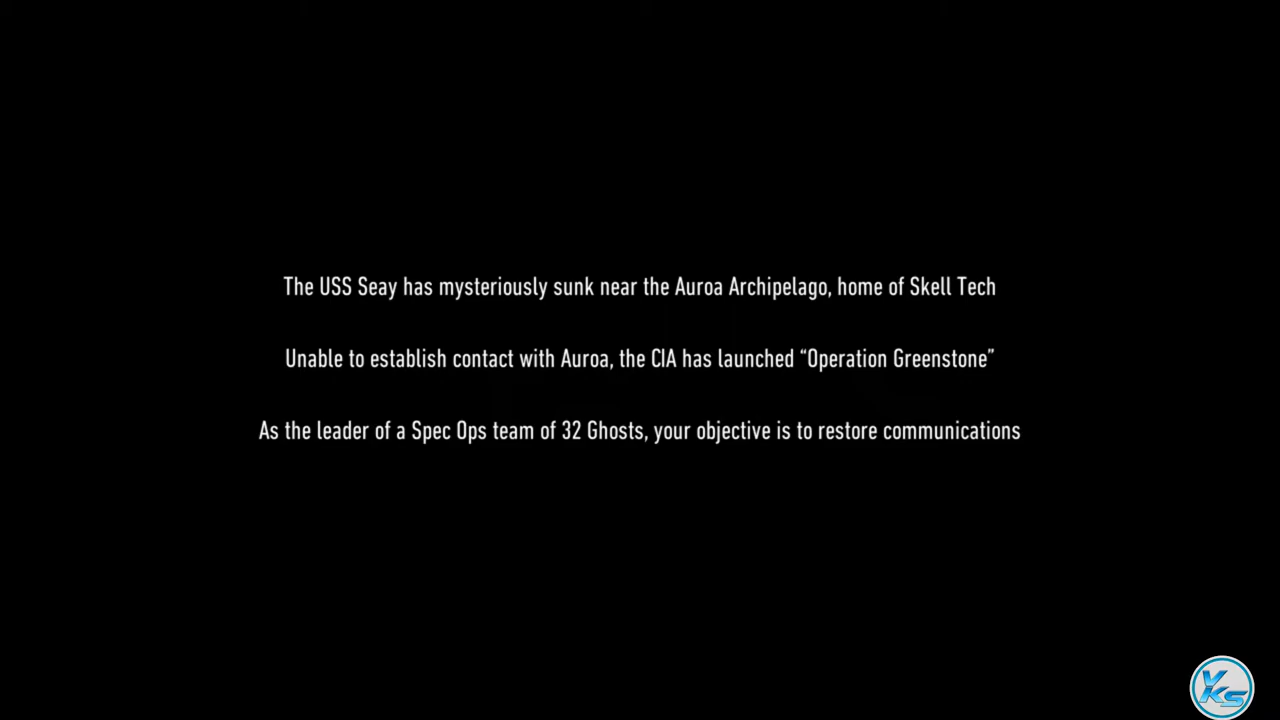 The USS Seay has mysteriously sunk near the Auroa Archipelago, home of Skell Tech
Unable to establish contact with Auroa, the CIA has launched “Operation Greenstone”
As the leader of a Spec Ops team of 32 Ghosts, your objective is to restore communications
VKS